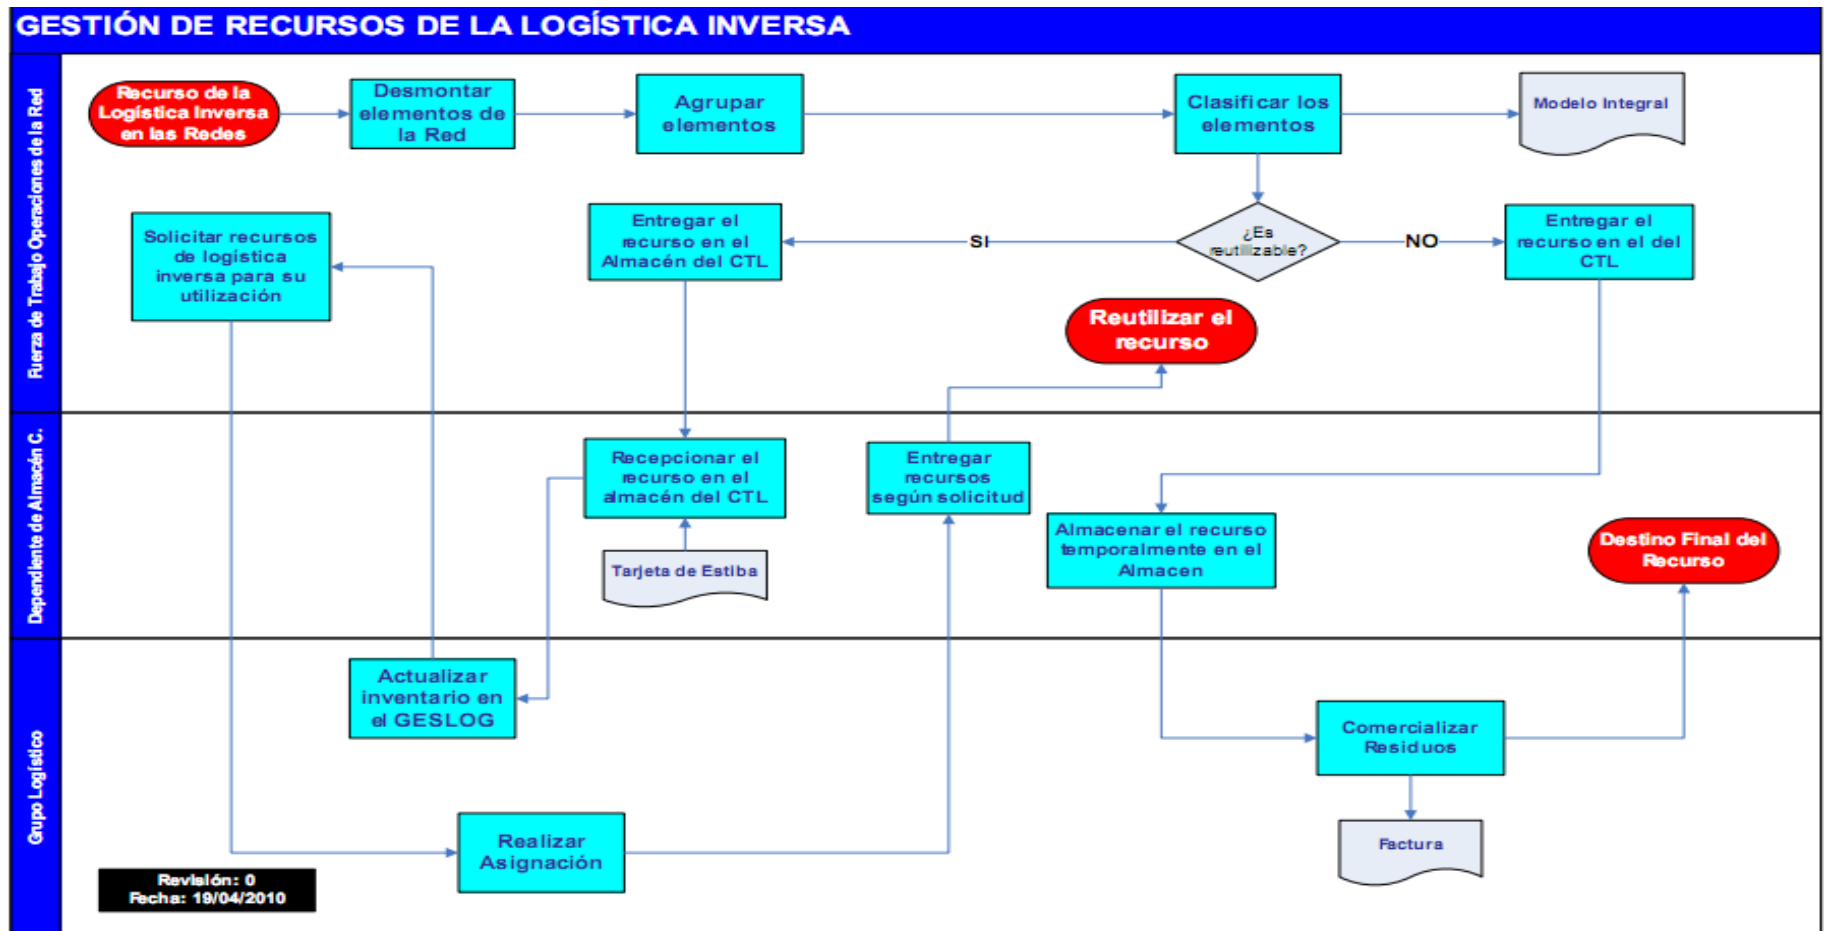 GESTIÓN DE RECURSOS DE LA LOGÍSTICA INVERSA
Fuerza de Trabajo Operaciones de la Red
Recurso de la
Logística Inversa
en las Redes
Desmontar
elementos de
la Red
Agrupar
elementos
Clasificar los
elementos
Modelo Integral
Solicitar recursos
de logística
inversa para su
utilización
Entregar el
recurso en el
Almacén del CTL
SI
¿Es
reutilizable?
NO
Entregar el
recurso en el del
CTL
Reutilizar el
recurso
Dependiente de Almacén C.
Recepcionar el
recurso en el
almacén del CTL
Tarjeta de Estiba
Entregar
recursos
según solicitud
Almacenar el recurso
temporalmente en el
Almacen
Destino Final del
Recurso
Grupo Logístico
Actualizar
inventario en
el GESLOG
Comercializar
Residuos
Realizar
Asignación
Factura
Revisión: 0
Fecha: 19/04/2010